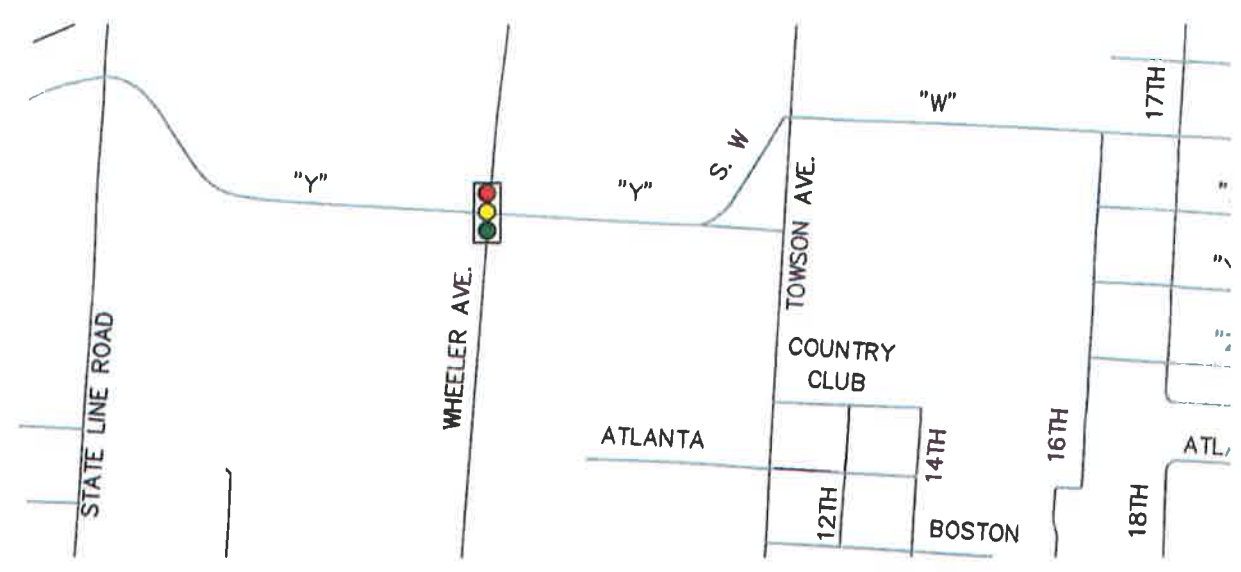 "W"
17TH
S. W
"Y"
"Y"
TOWSON AVE.
WHEELER AVE.
STATE LINE ROAD
COUNTRY
CLUB
ATLANTA
14TH
16TH
ATL
12TH
18TH
BOSTON